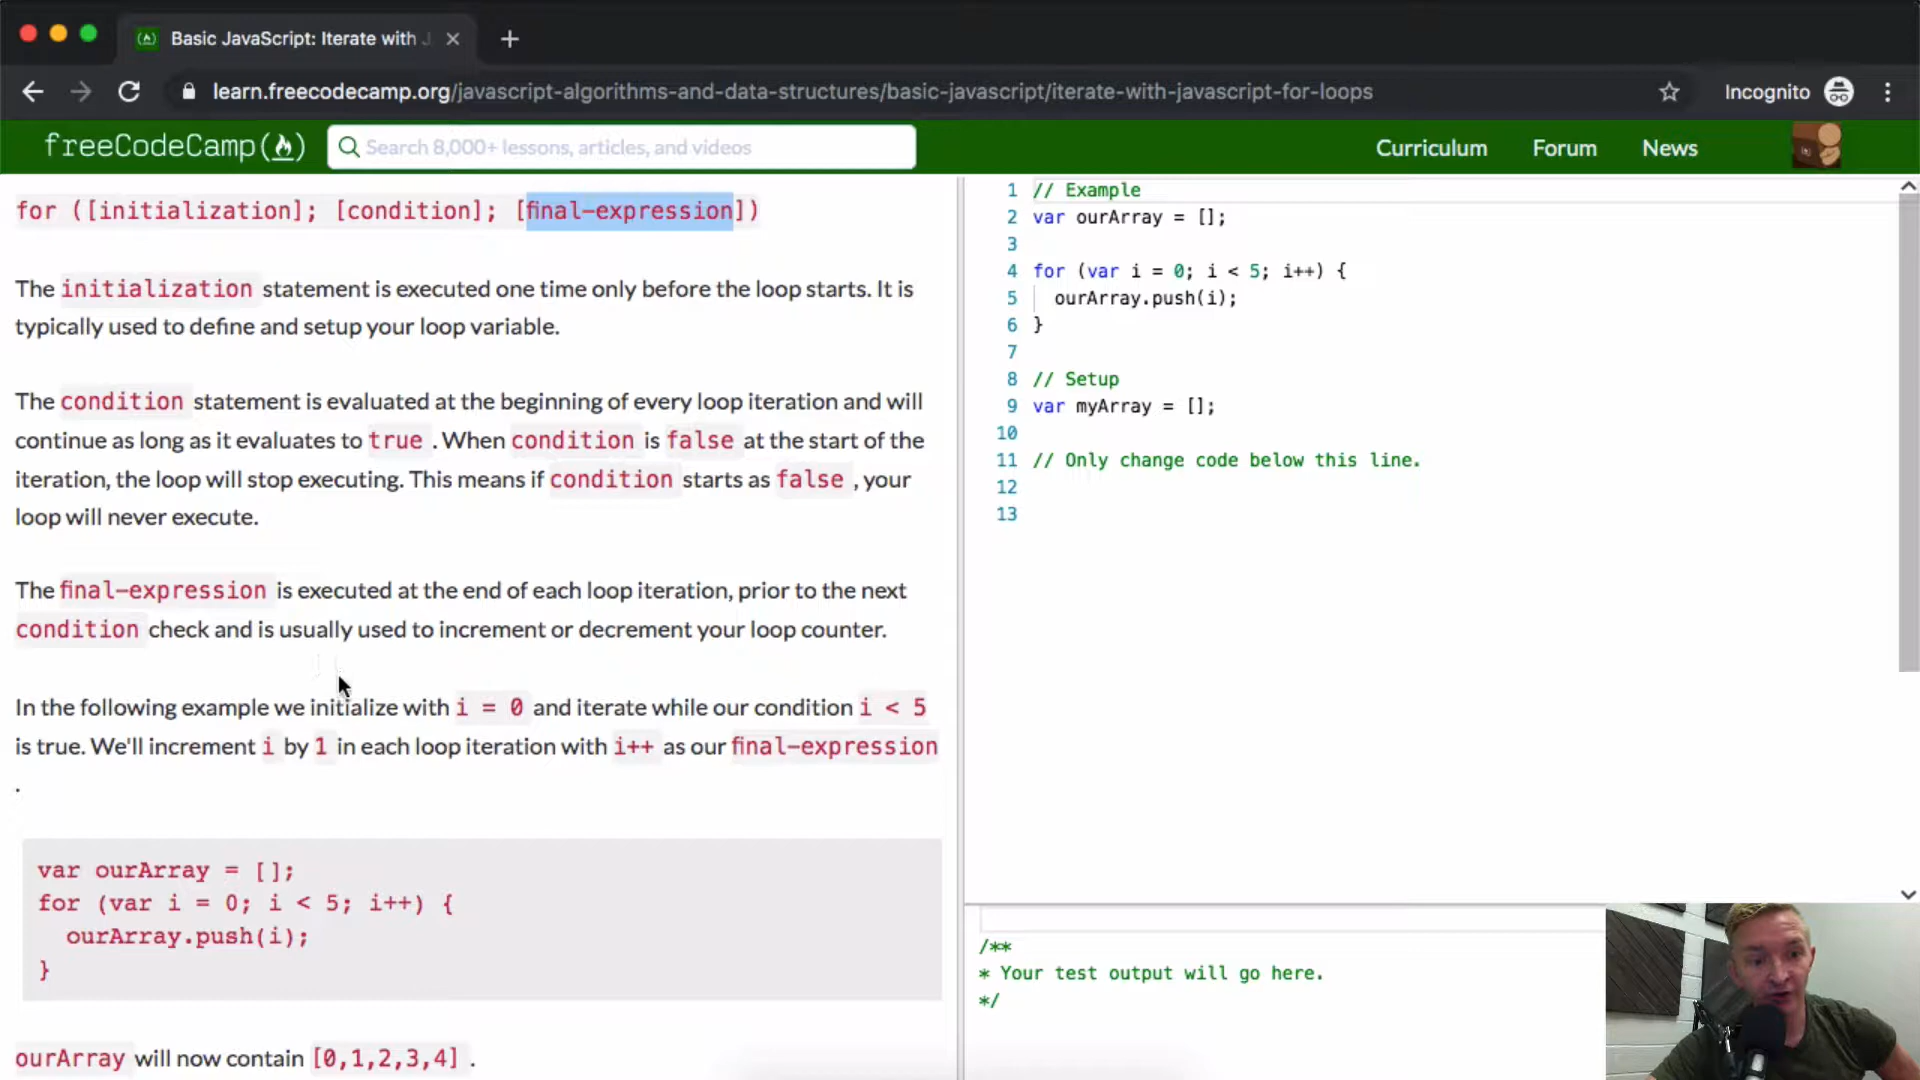 Basic JavaScript: Iterate with
learn.freecodecamp.org/javascript-algorithms-and-data-structures/basic-javascript/iterate-with-javascript-for-loops
Incognito
freeCodeCamp
Search 8,000+ lessons, articles, and videos
Curriculum
Forum
News
for ([initialization]; [condition]; [final-expression])
The initialization statement is executed one time only before the loop starts. It is
typically used to define and setup your loop variable.
The condition statement is evaluated at the beginning of every loop iteration and will
continue as long as it evaluates to true . When condition is false at the start of the
iteration, the loop will stop executing. This means if condition starts as false , your
loop will never execute.
The final-expression is executed at the end of each loop iteration, prior to the next
condition check and is usually used to increment or decrement your loop counter.
In the following example we initialize with i = 0 and iterate while our condition i < 5
is true. We'll increment i by 1 in each loop iteration with i++ as our final-expression
.
var ourArray = [];
for (var i = 0; i < 5; i++) {
ourArray.push(i);
}
ourArray will now contain [0,1,2,3,4] .
1 // Example
2 var ourArray = [];
3
4 for (var i = 0; i < 5; i++) {
5 ourArray.push(i);
6 }
7
8 // Setup
9 var myArray = [];
10
11 // Only change code below this line.
12
13
/**
* Your test output will go here.
*/